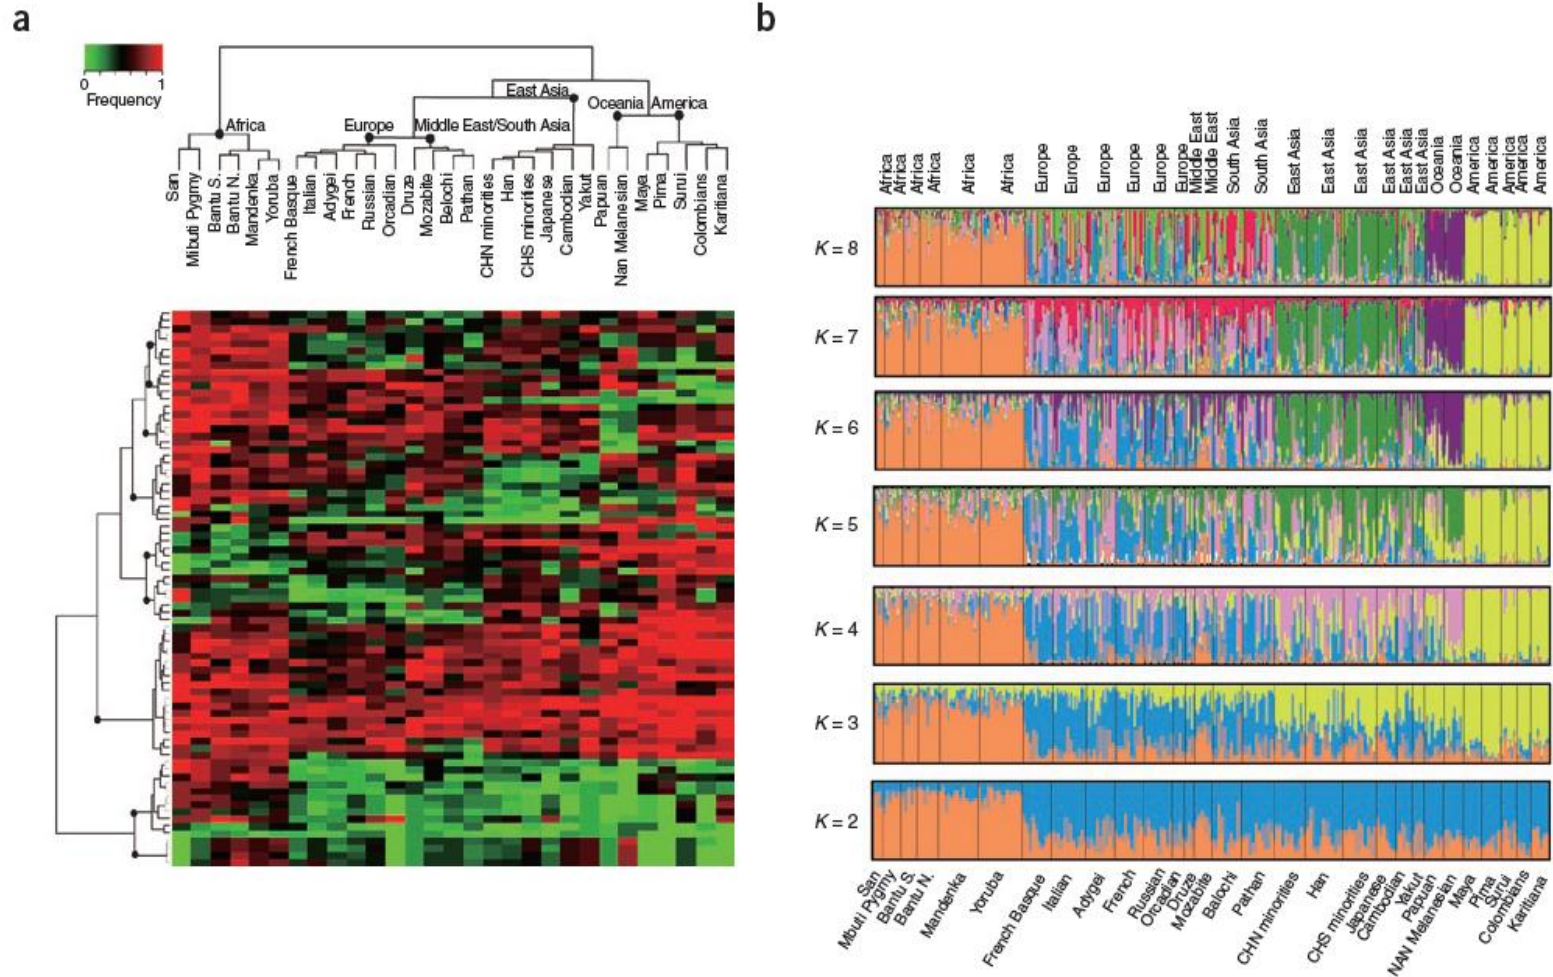 a
0
1
Frequency
East Asia
Oceania
America
Africa
Europe
Middle East/South Asia
San
Mibuti Pygmy
Bantu S.
Bantu N.
Mandenka
Yoruba
French Basque
Italian
Adygei
French
Russian
Orcadian
Druze
Mozabite
Belochi
Pathan
CHN minorities
Han
CHS minorities
Japanese
Cambodian
Yakut
Papuan
Nan Melanesian
Maya
Pima
Surui
Colombians
Karitiana
b
Africa
Africa
Africa
Africa
Africa
Africa
Europe
Europe
Europe
Europe
Europe
Europe
Middle East
Middle East
South Asia
South Asia
East Asia
East Asia
East Asia
East Asia
East Asia
East Asia
Oceania
Oceania
America
America
America
America
America
K = 8
K = 7
K = 6
K = 5
K = 4
K = 3
K = 2
San
Mbuti Pygmy
Bantu S.
Bantu N.
Mandenka
Yoruba
French Basque
Italian
Adygei
French
Russian
Orcadian
Druze
Mozabite
Balochi
Pathan
CHN minorities
Han
CHS minorities
Japanese
Cambodian
Yakut
Papuan
NAN Melanesian
Maya
Pima
Surui
Colombians
Karitiana